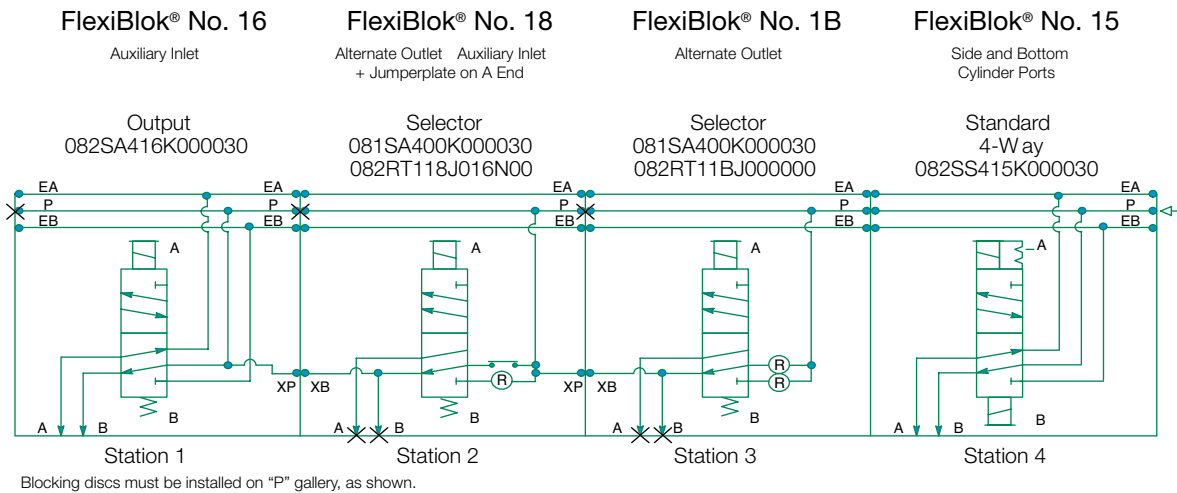 FlexiBlok® No. 16
FlexiBlok® No. 18
FlexiBlok® No. 1B
FlexiBlok® No. 15
Auxiliary Inlet
Alternate Outlet Auxiliary Inlet
+ Jumperplate on A End
Alternate Outlet
Side and Bottom
Cylinder Ports
Output
082SA416K000030
Selector
081SA400K000030
082RT118J016N00
Selector
081SA400K000030
082RT11BJ000000
Standard
4-W ay
082SS415K000030
EA EA EA EA EA
P P P P P
EB EB EB EB EB
A A A A
R R
R
XP XB XP XB
B B B B
A B A B A B A B
Station 1 Station 2 Station 3 Station 4
Blocking discs must be installed on “P” gallery, as shown.